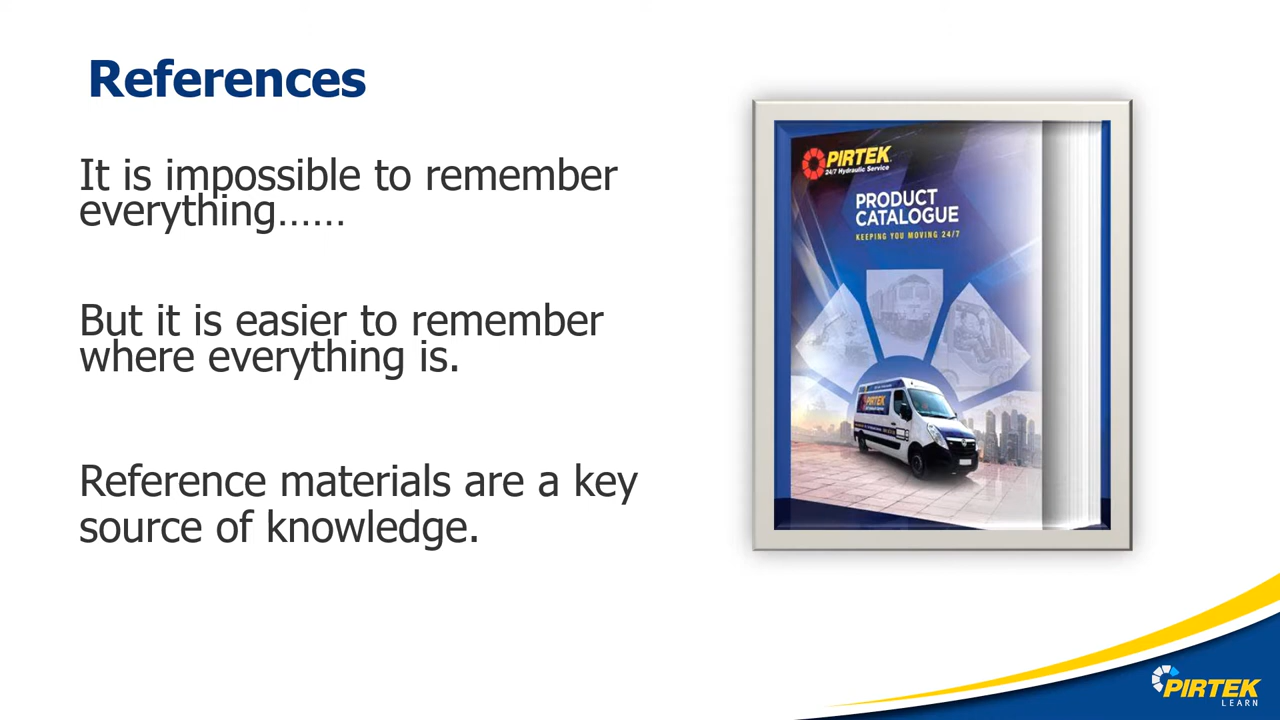 References
It is impossible to remember
everything......
But it is easier to remember
where everything is.
Reference materials are a key
source of knowledge.
PIRTEK
24/7 Hydraulic Service
PRODUCT
CATALOGUE
KEEPING YOU MOVING 24/7
PIRTEK
PIRTEK
LEARN